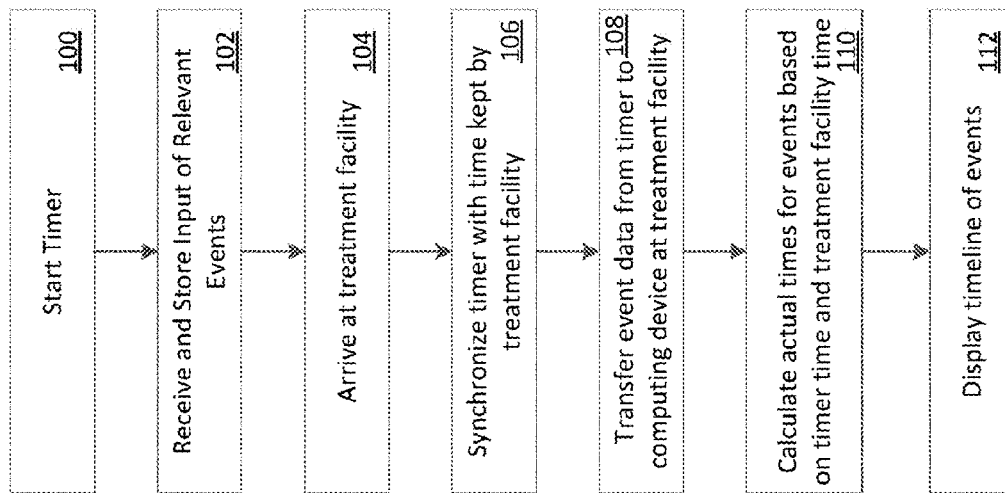 Start Timer
100
Receive and Store Input of Relevant
Events
102
Arrive at treatment facility
104
Synchronize timer with time kept by
treatment facility
106
Transfer event data from timer to
108
computing device at treatment facility
Calculate actual times for events based
on timer time and treatment facility time
110
Display timeline of events
112